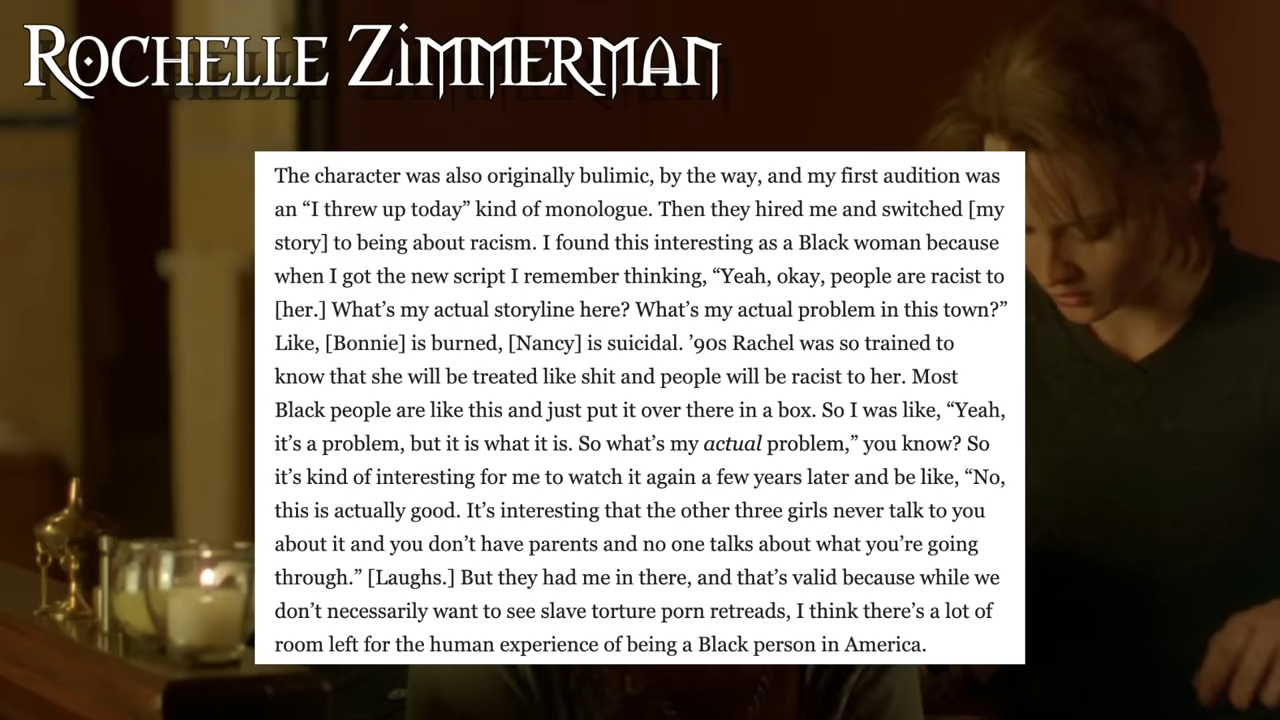 ROCHELLE ZIMMERMAN
The character was also originally bulimic, by the way, and my first audition was
an “I threw up today” kind of monologue. Then they hired me and switched [my
story] to being about racism. I found this interesting as a Black woman because
when I got the new script I remember thinking, “Yeah, okay, people are racist to
[her.] What’s my actual storyline here? What’s my actual problem in this town?”
Like, [Bonnie] is burned, [Nancy] is suicidal. ’90s Rachel was so trained to
know that she will be treated like shit and people will be racist to her. Most
Black people are like this and just put it over there in a box. So I was like, “Yeah,
it’s a problem, but it is what it is. So what’s my actual problem,” you know? So
it’s kind of interesting for me to watch it again a few years later and be like, “No,
this is actually good. It’s interesting that the other three girls never talk to you
about it and you don’t have parents and no one talks about what you’re going
through.” [Laughs.] But they had me in there, and that’s valid because while we
don’t necessarily want to see slave torture porn retreads, I think there’s a lot of
room left for the human experience of being a Black person in America.